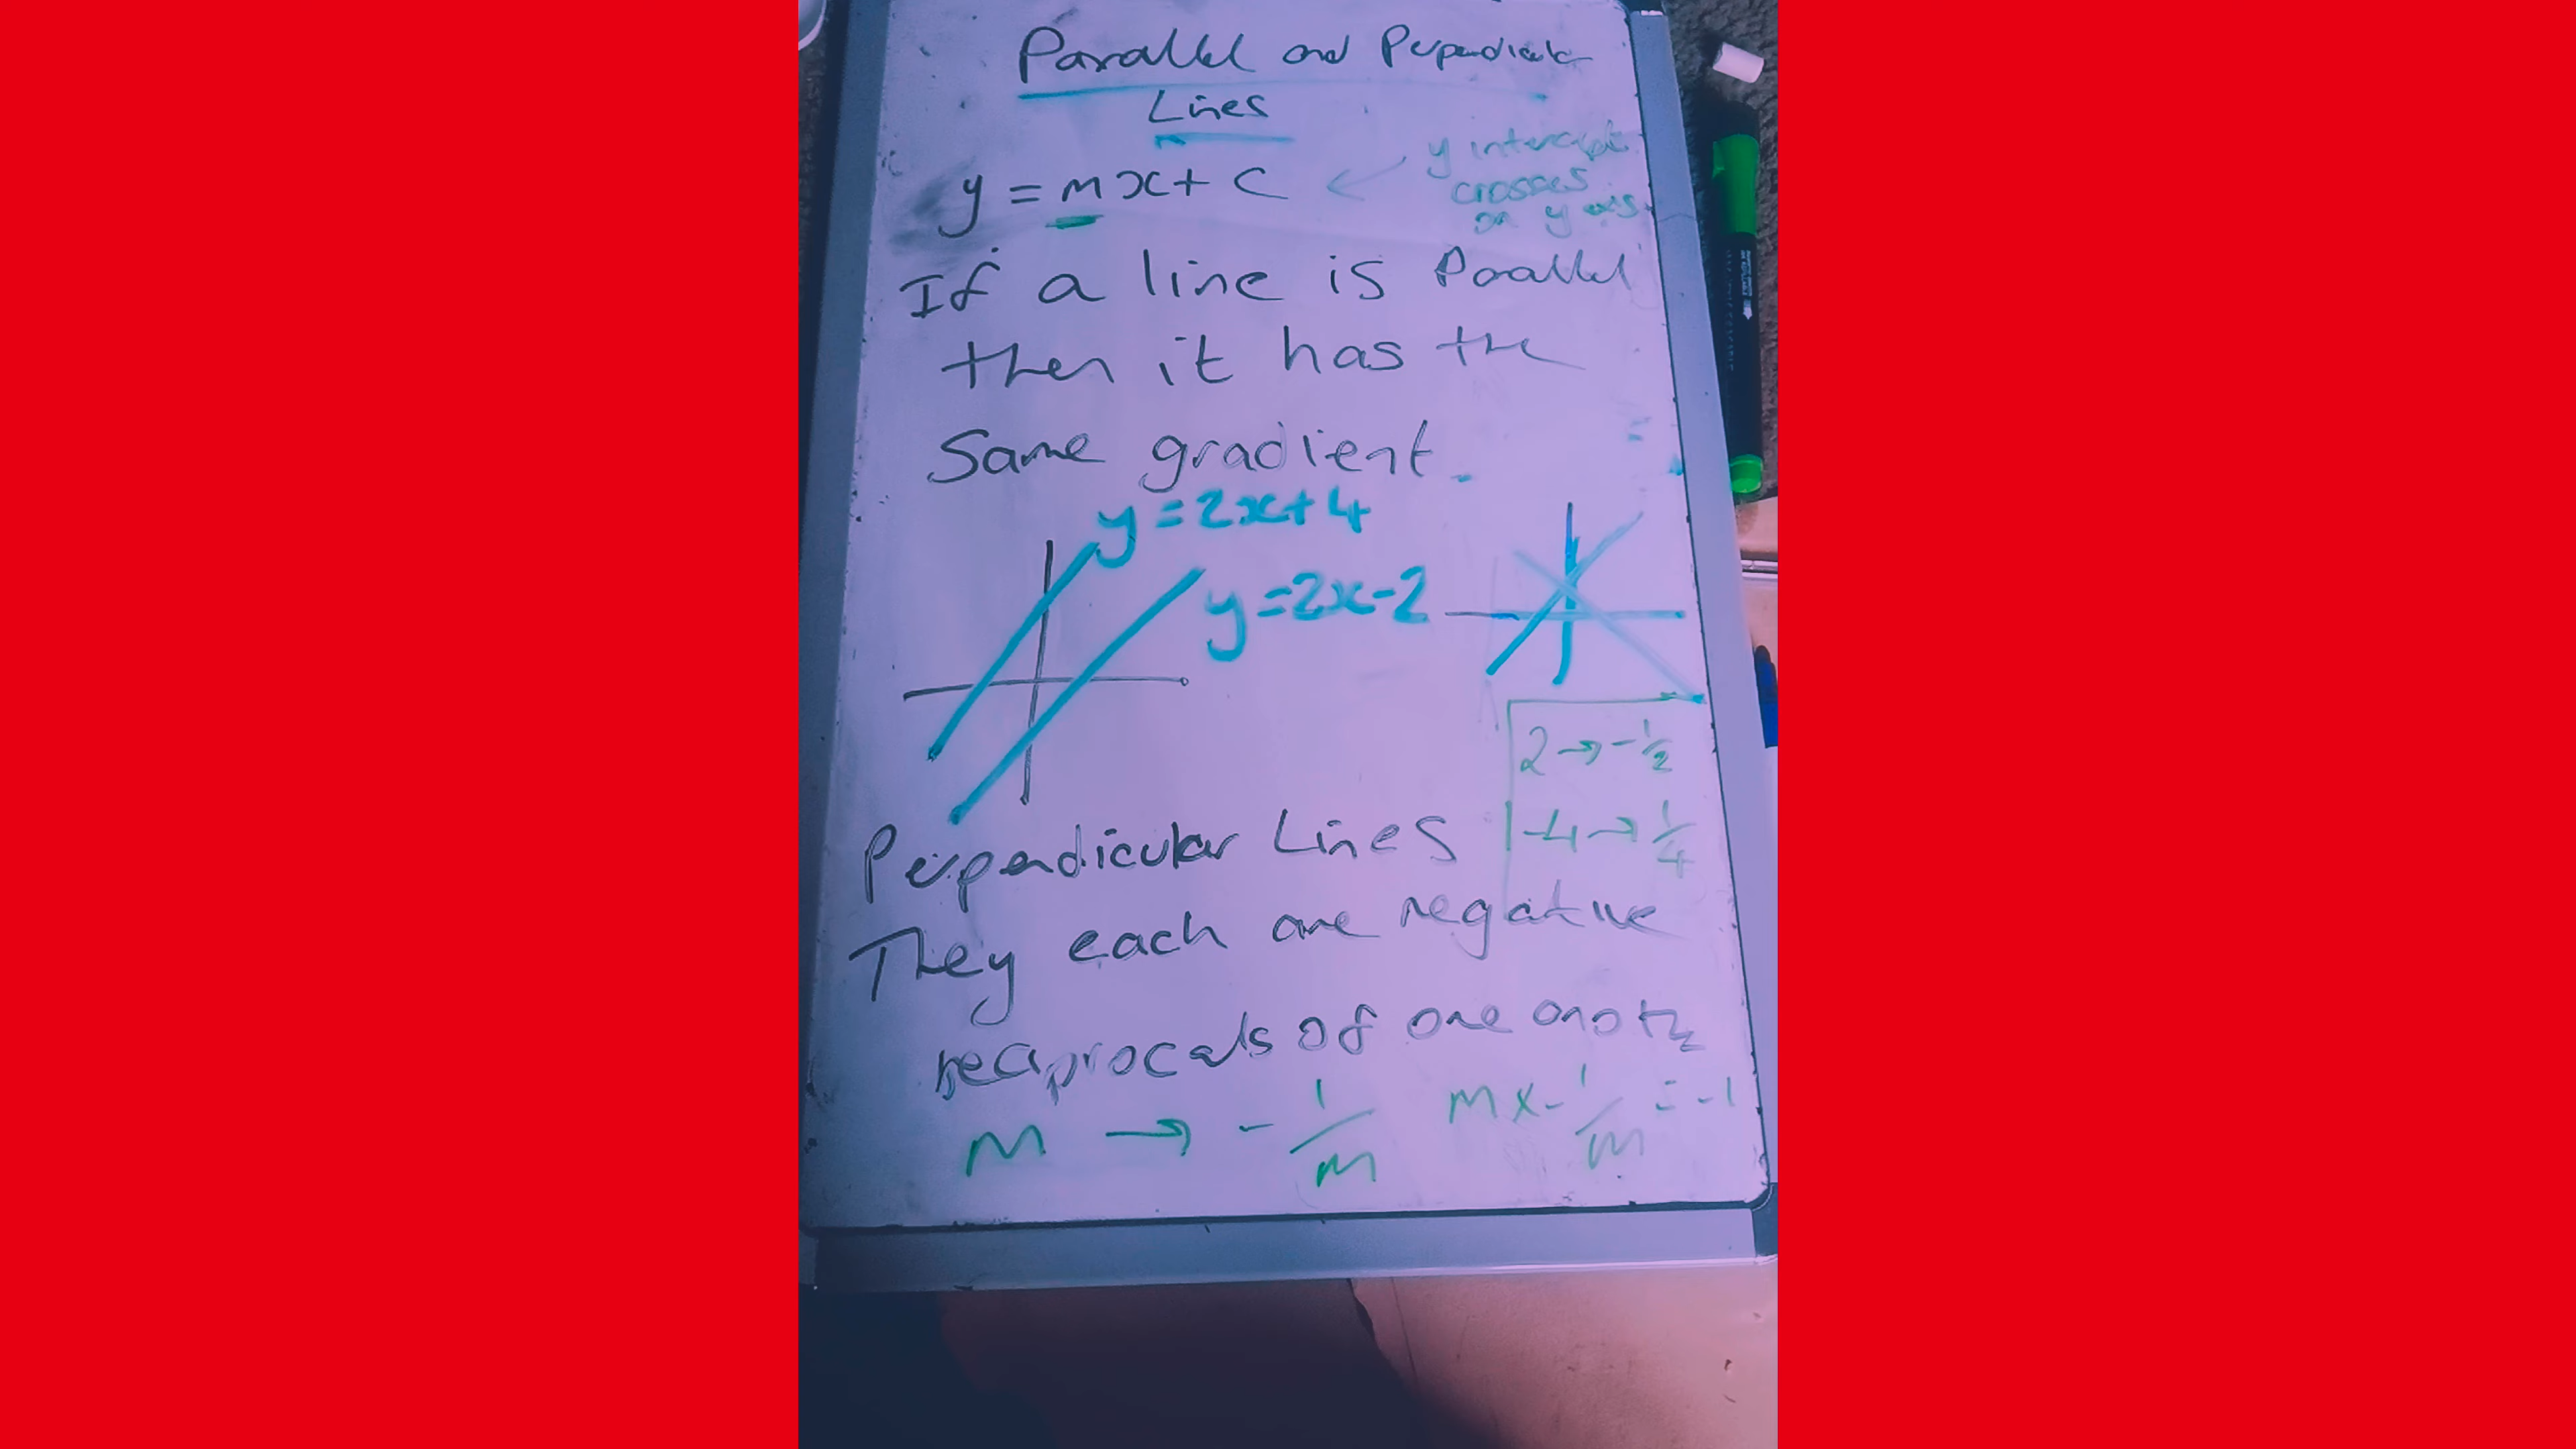 Parallel and Perpendicular
Lines
y = mx + c ← y intercept
crosses
on y axis
If a line is Parallel
then it has the
Same gradient.
y = 2x + 4
y = 2x - 2
2 → -1/2
-4 → 1/4
Perpendicular Lines
They each are negative
reciprocals of one another
m → -1/m m x -1/m = -1